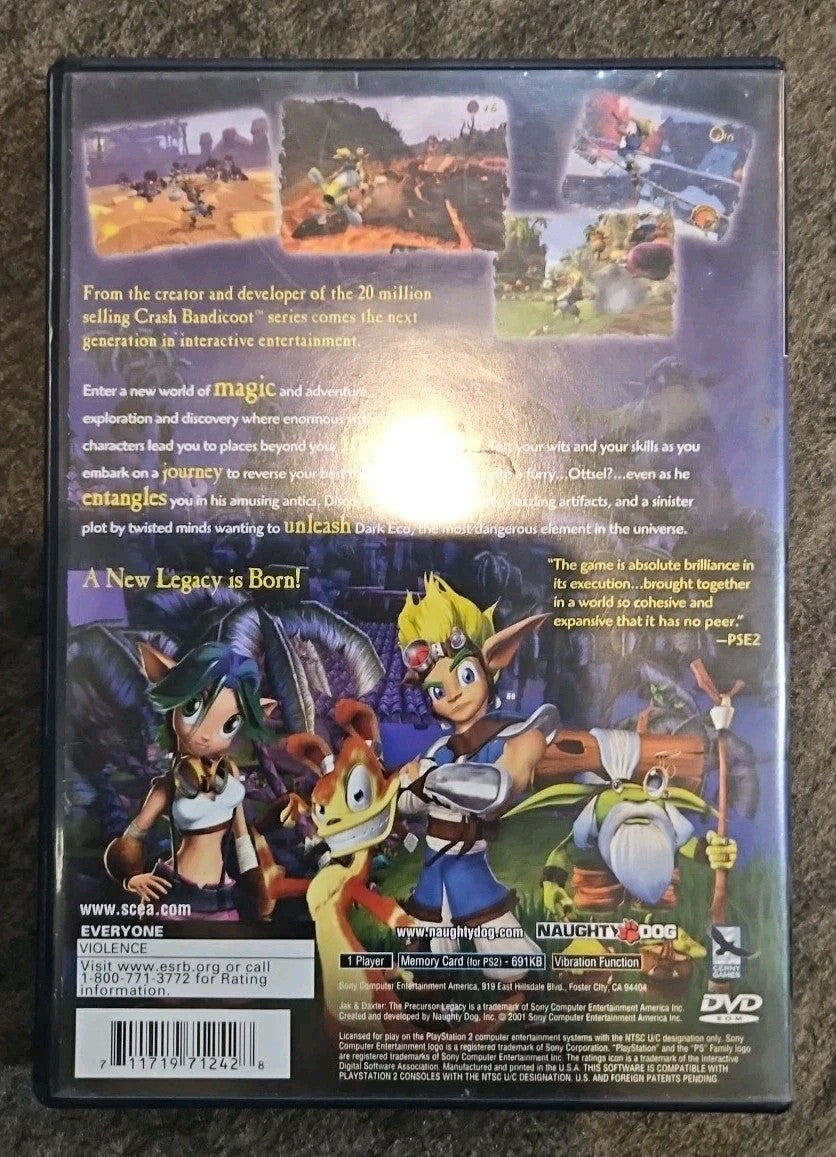 From the creator and developer of the 20 million
selling Crash Bandicoot™ series comes the next
generation in interactive entertainment.
Enter a new world of magic and adventure
exploration and discovery where enormous
characters lead you to places beyond your your wits and your skills as you
embark on a journey to reverse your furry...Ottsel?...even as he
entangles you in his amusing antics. dazzling artifacts, and a sinister
plot by twisted minds wanting to unleash Dark Eco, the most dangerous element in the universe.
A New Legacy is Born!
"The game is absolute brilliance in
its execution...brought together
in a world so cohesive and
expansive that it has no peer."
—PSE2
www.scea.com
EVERYONE
VIOLENCE
Visit www.esrb.org or call
1-800-771-3772 for Rating
information.
7 11719 71242 8
www.naughtydog.com
NAUGHTY DOG
CERNY
GAMES
1 Player
Memory Card (for PS2) - 691KB
Vibration Function
Sony Computer Entertainment America, 919 East Hillsdale Blvd., Foster City, CA 94404
Jak & Daxter: The Precursor Legacy is a trademark of Sony Computer Entertainment America Inc.
Created and developed by Naughty Dog, Inc. © 2001 Sony Computer Entertainment America Inc.
DVD
ROM
Licensed for play on the PlayStation 2 computer entertainment systems with the NTSC U/C designation only. Sony
Computer Entertainment logo is a registered trademark of Sony Corporation. "PlayStation" and the "PS" Family logo
are registered trademarks of Sony Computer Entertainment Inc. The ratings icon is a trademark of the Interactive
Digital Software Association. Manufactured and printed in the U.S.A. THIS SOFTWARE IS COMPATIBLE WITH
PLAYSTATION 2 CONSOLES WITH THE NTSC U/C DESIGNATION. U.S. AND FOREIGN PATENTS PENDING.